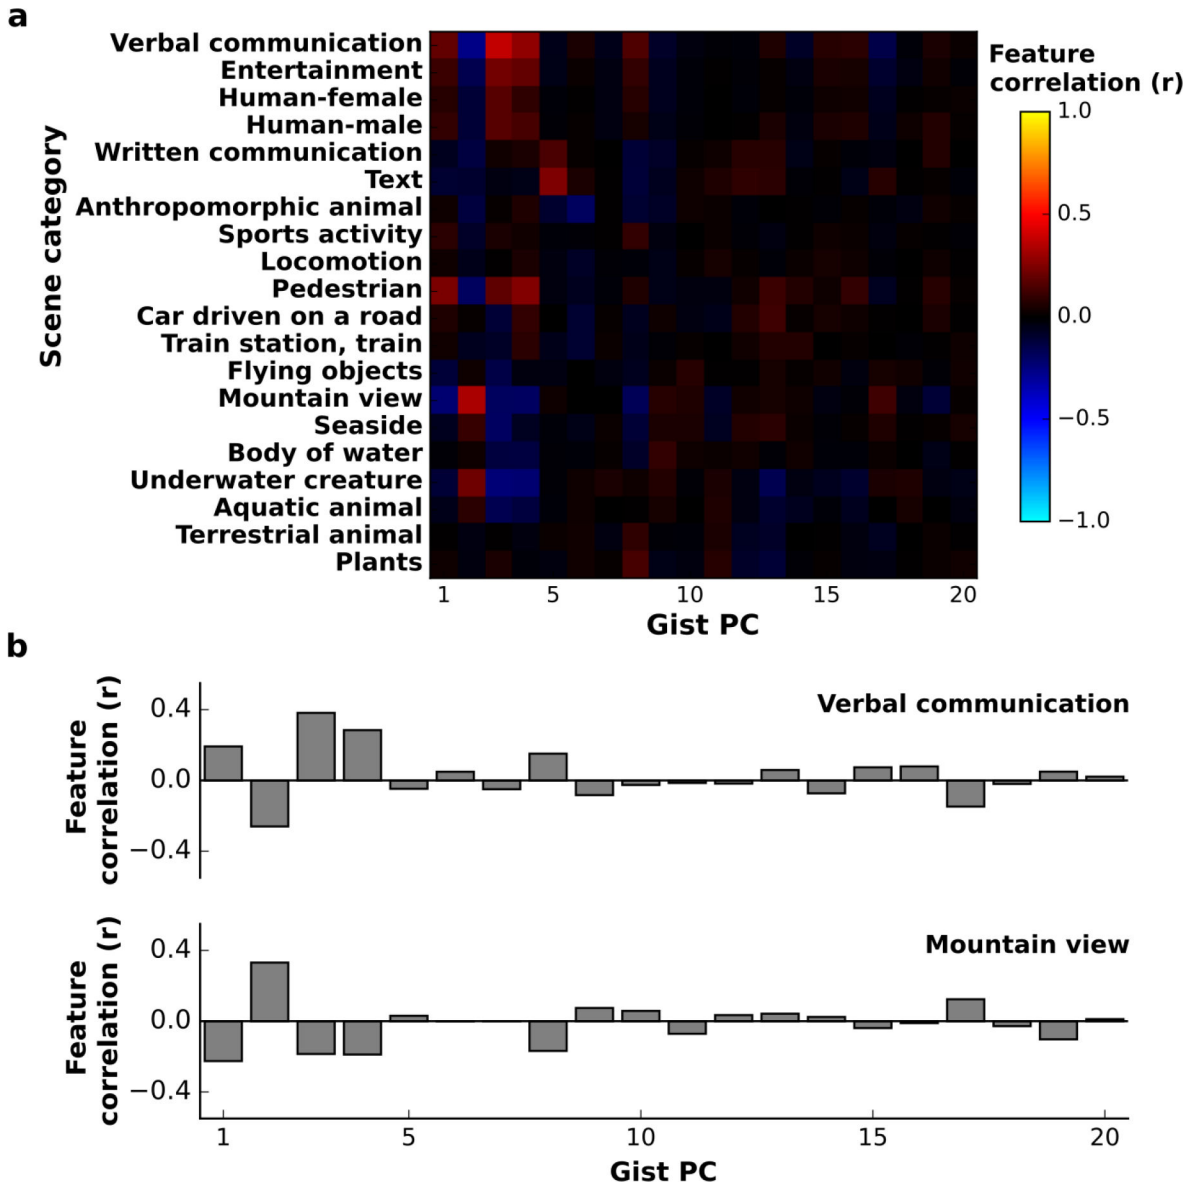 a
Verbal communication
Entertainment
Human-female
Human-male
Written communication
Text
Anthropomorphic animal
Sports activity
Locomotion
Pedestrian
Car driven on a road
Train station, train
Flying objects
Mountain view
Seaside
Body of water
Underwater creature
Aquatic animal
Terrestrial animal
Plants
Scene category
1 5 10 15 20
Gist PC
Feature
correlation (r)
1.0
0.5
0.0
−0.5
−1.0
b
Feature
correlation (r)
0.4
0.0
−0.4
Verbal communication
Feature
correlation (r)
0.4
0.0
−0.4
Mountain view
1 5 10 15 20
Gist PC